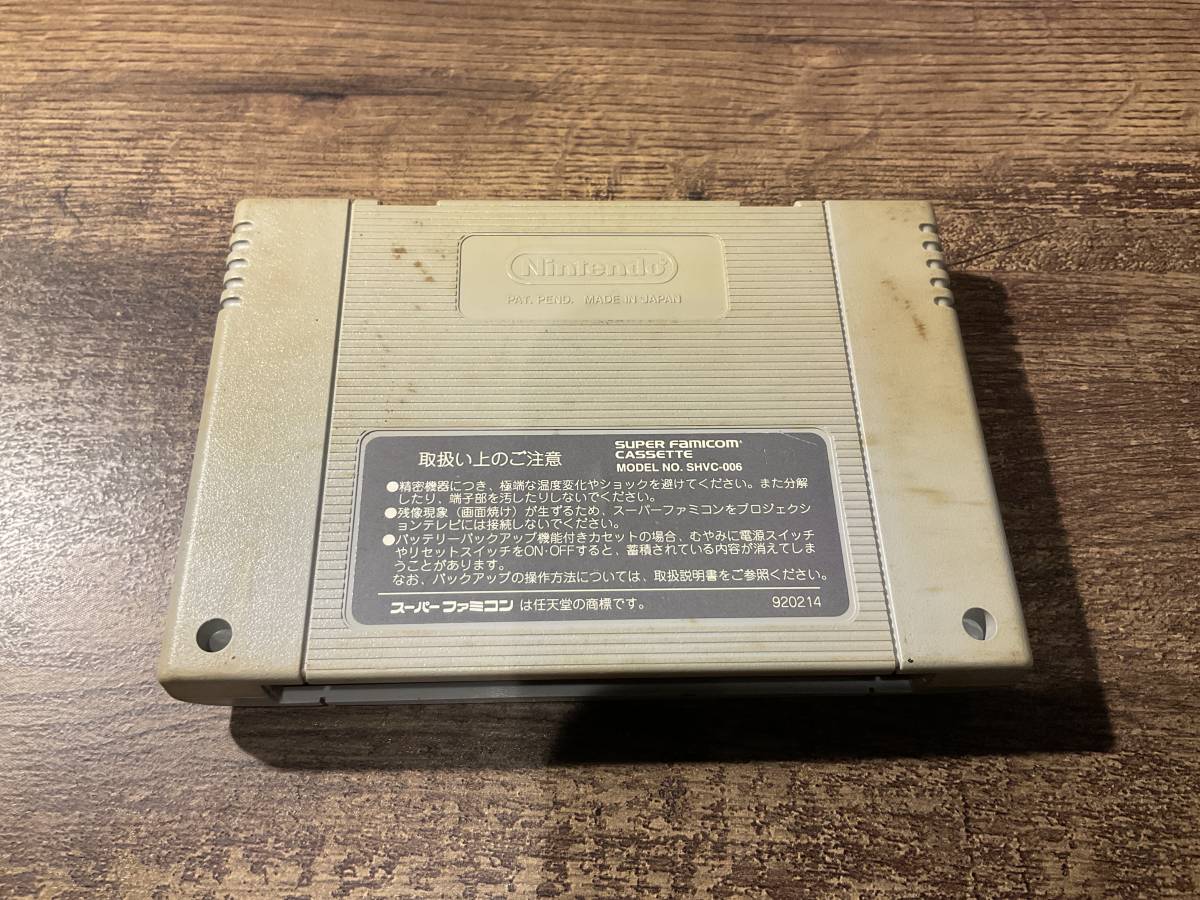 Nintendo®
PAT. PEND. MADE IN JAPAN
取扱い上のご注意
SUPER FAMICOM®
CASSETTE
MODEL NO. SHVC-006
●精密機器につき、極端な温度変化やショックを避けてください。また分解
したり、端子部を汚したりしないでください。
●残像現象（画面焼け）が生ずるため、スーパーファミコンをプロジェクシ
ョンテレビには接続しないでください。
●バッテリーバックアップ機能付きカセットの場合、むやみに電源スイッチ
やリセットスイッチをON・OFFすると、蓄積されている内容が消えてしま
うことがあります。
なお、バックアップの操作方法については、取扱説明書をご参照ください。
スーパーファミコン は任天堂の商標です。
920214